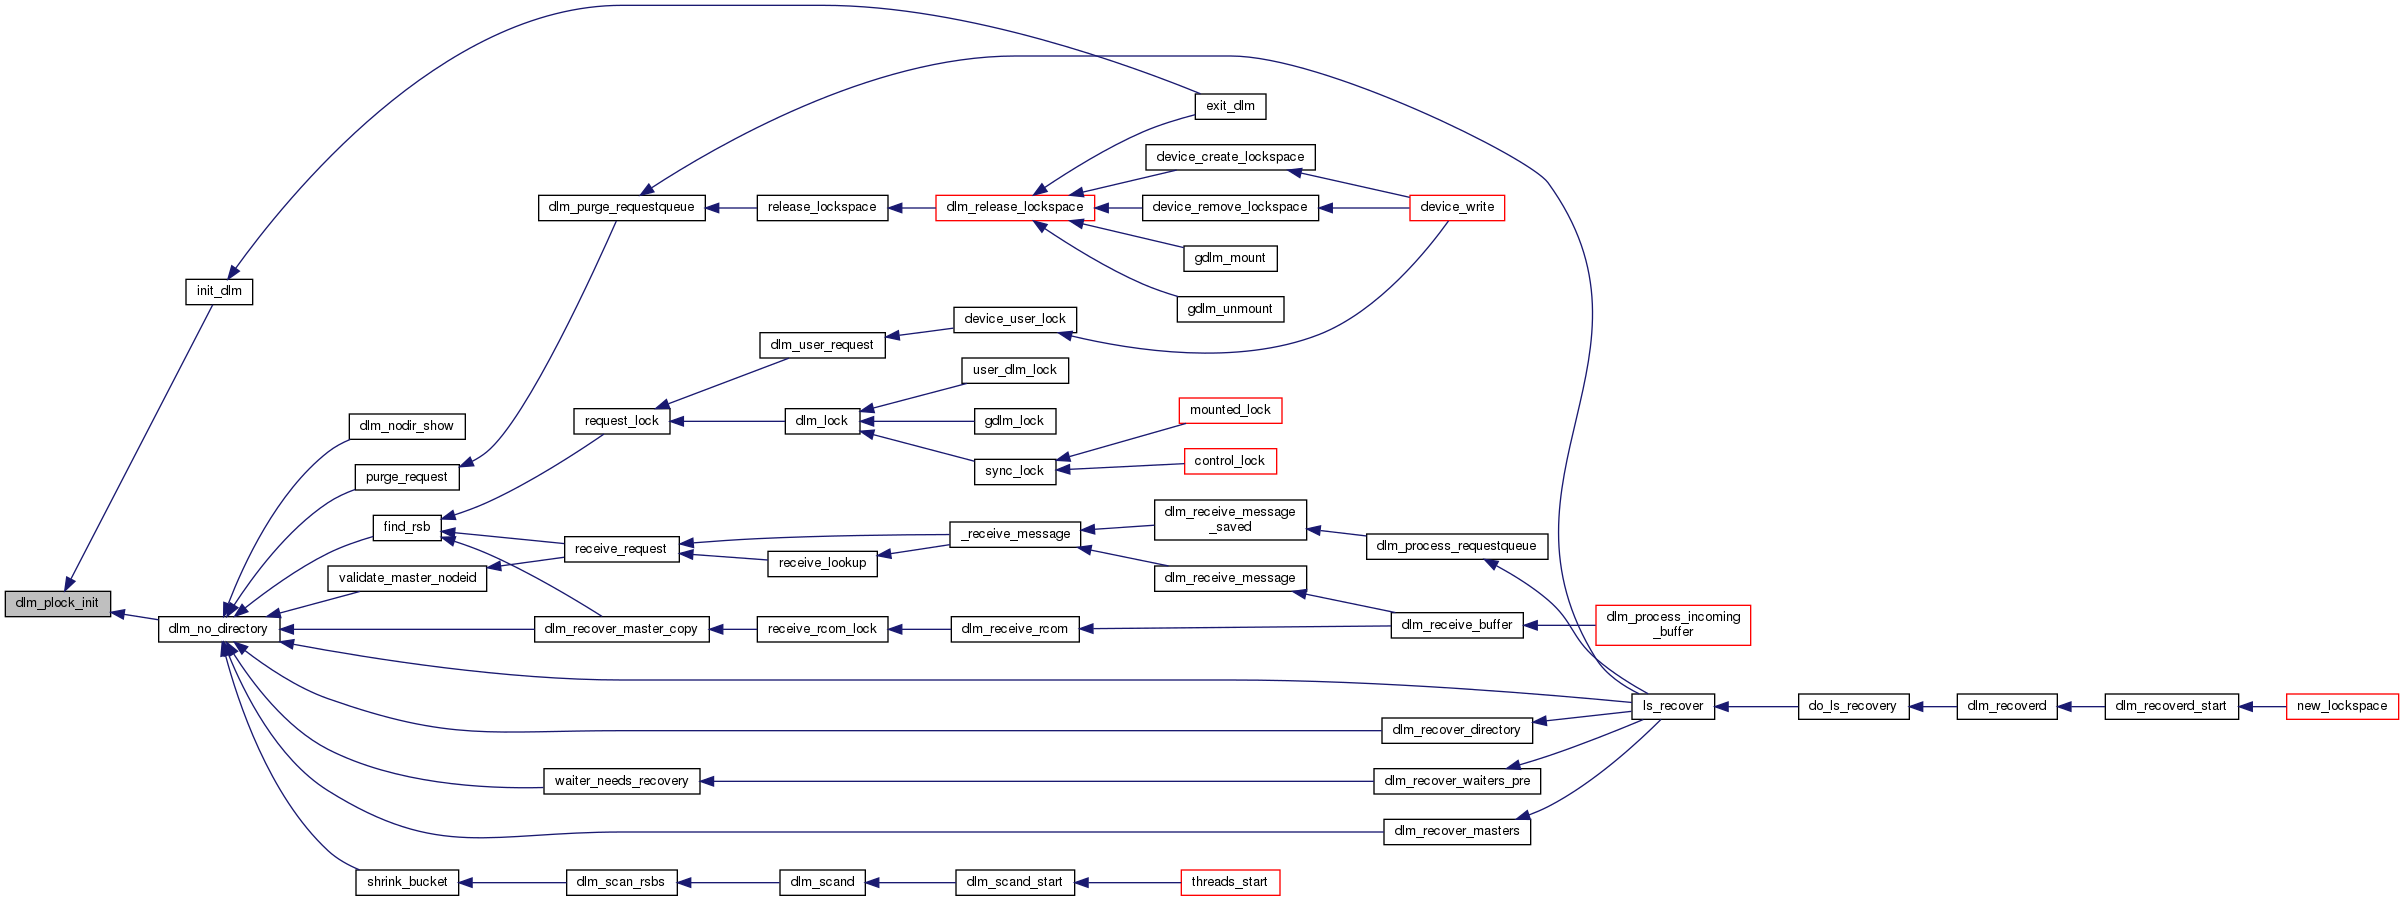 exit_dlm
device_create_lockspace
dlm_purge_requestqueue
release_lockspace
dlm_release_lockspace
device_remove_lockspace
device_write
gdlm_mount
init_dlm
gdlm_unmount
device_user_lock
dlm_user_request
user_dlm_lock
mounted_lock
dlm_nodir_show
request_lock
dlm_lock
gdlm_lock
control_lock
purge_request
sync_lock
find_rsb
dlm_receive_message
_saved
_receive_message
receive_request
dlm_process_requestqueue
receive_lookup
validate_master_nodeid
dlm_receive_message
dlm_plock_init
dlm_no_directory
dlm_recover_master_copy
receive_rcom_lock
dlm_receive_rcom
dlm_receive_buffer
dlm_process_incoming
_buffer
ls_recover
do_ls_recovery
dlm_recoverd
dlm_recoverd_start
new_lockspace
dlm_recover_directory
waiter_needs_recovery
dlm_recover_waiters_pre
dlm_recover_masters
shrink_bucket
dlm_scan_rsbs
dlm_scand
dlm_scand_start
threads_start